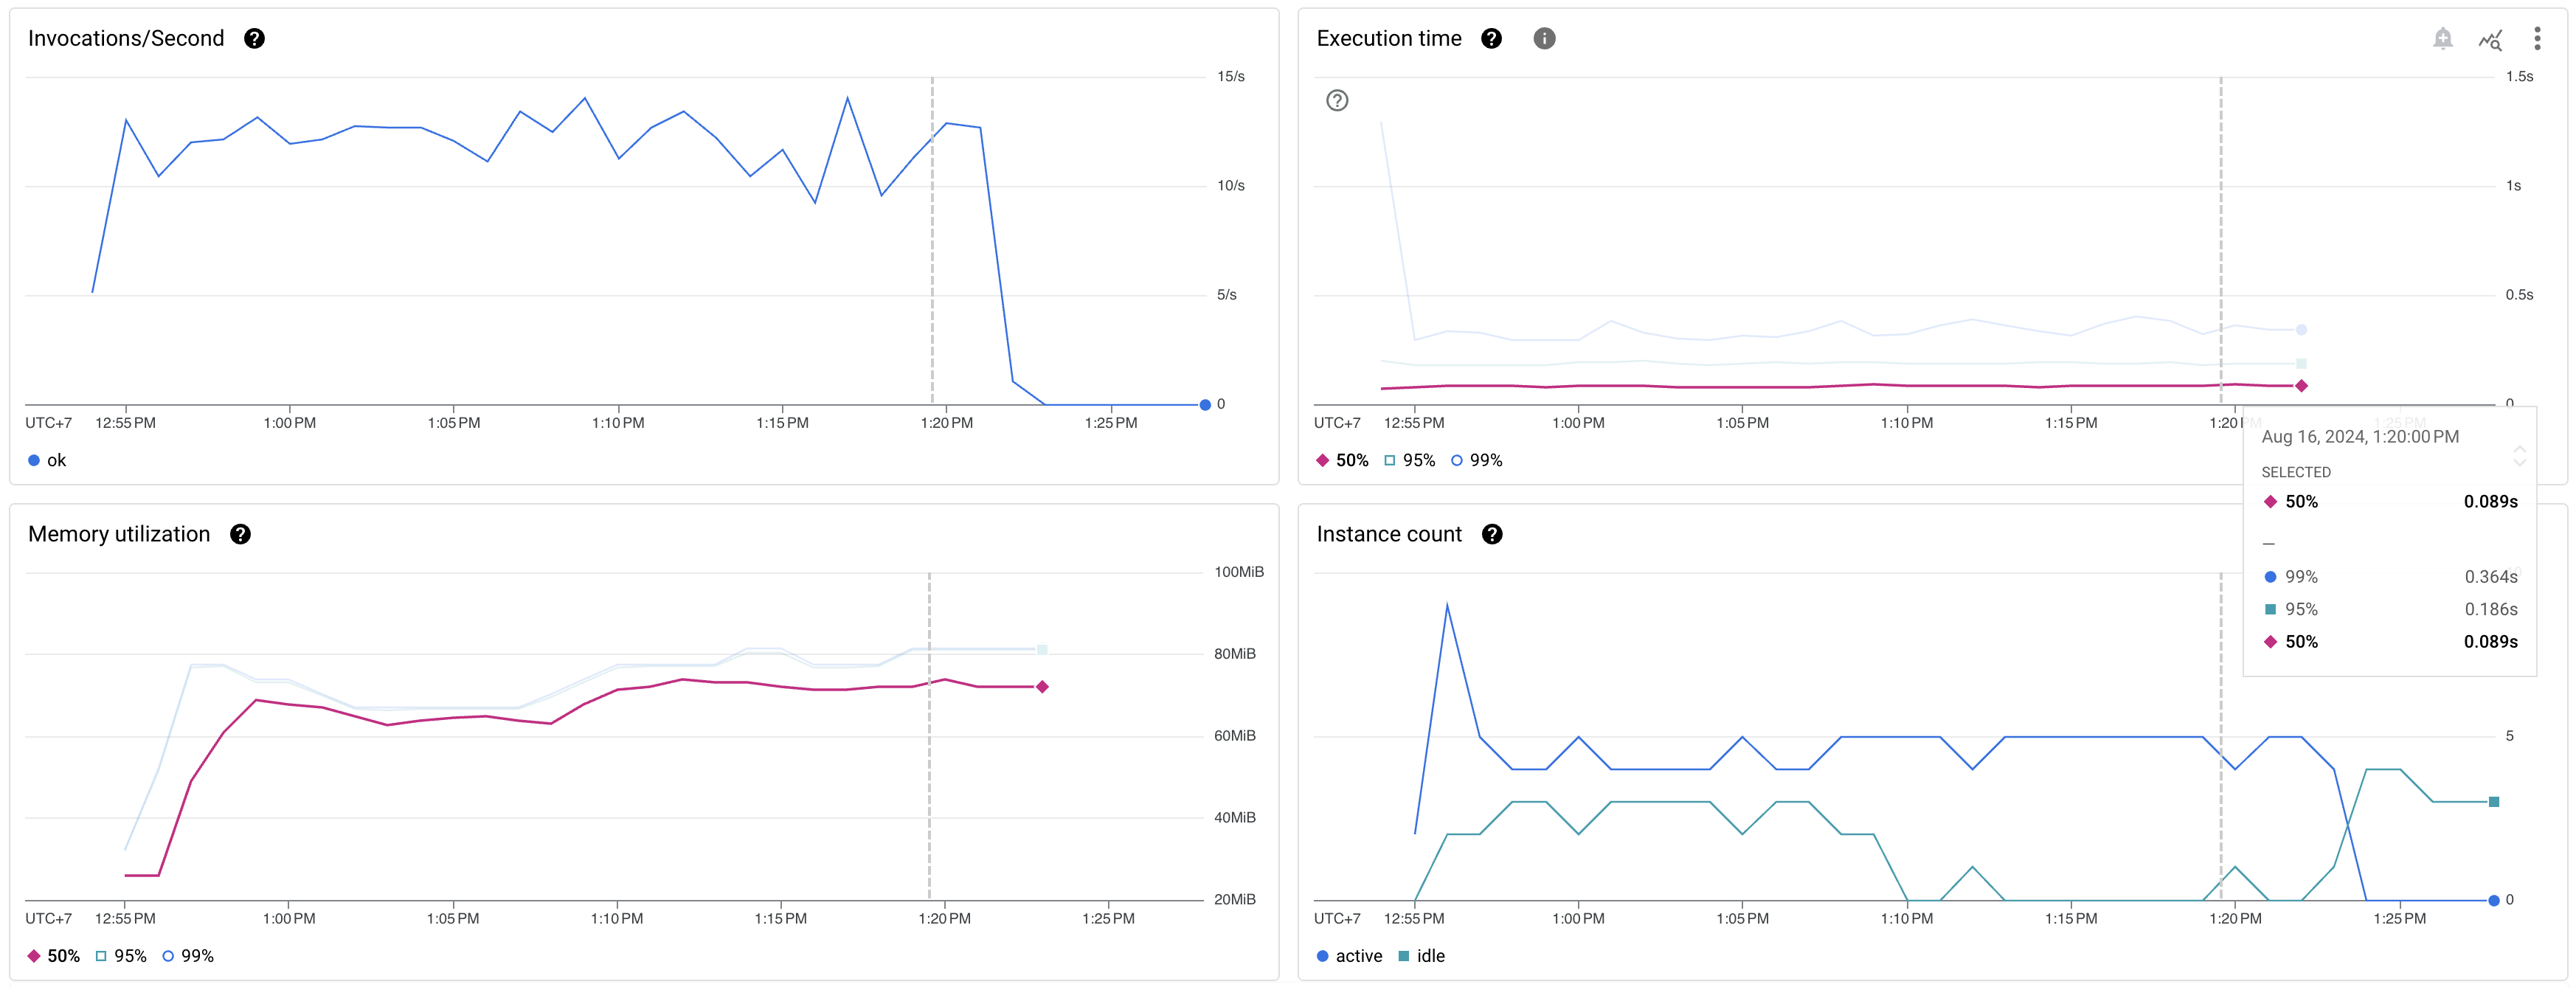 Invocations/Second
15/s
10/s
5/s
0
UTC+7 12:55 PM 1:00 PM 1:05 PM 1:10 PM 1:15 PM 1:20 PM 1:25 PM
ok
Execution time
1.5s
1s
0.5s
0
UTC+7 12:55 PM 1:00 PM 1:05 PM 1:10 PM 1:15 PM 1:20 PM 1:25 PM
50% 95% 99%
Aug 16, 2024, 1:20:00 PM
SELECTED
50% 0.089s
–
99% 0.364s
95% 0.186s
50% 0.089s
Memory utilization
100MiB
80MiB
60MiB
40MiB
20MiB
UTC+7 12:55 PM 1:00 PM 1:05 PM 1:10 PM 1:15 PM 1:20 PM 1:25 PM
50% 95% 99%
Instance count
10
5
0
UTC+7 12:55 PM 1:00 PM 1:05 PM 1:10 PM 1:15 PM 1:20 PM 1:25 PM
active idle